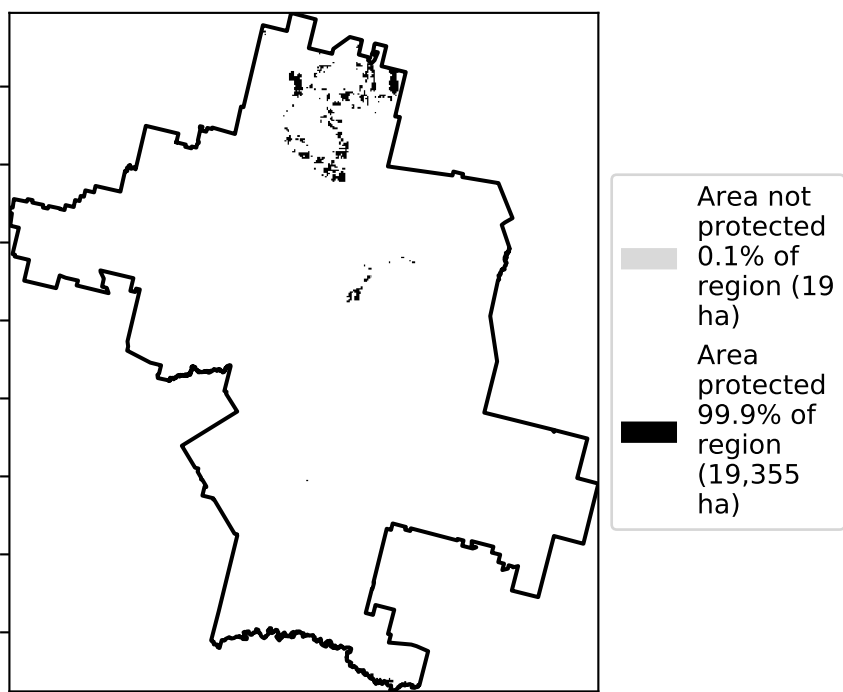 Area not
protected
0.1% of
region (19
ha)
Area
protected
99.9% of
region
(19,355
ha)